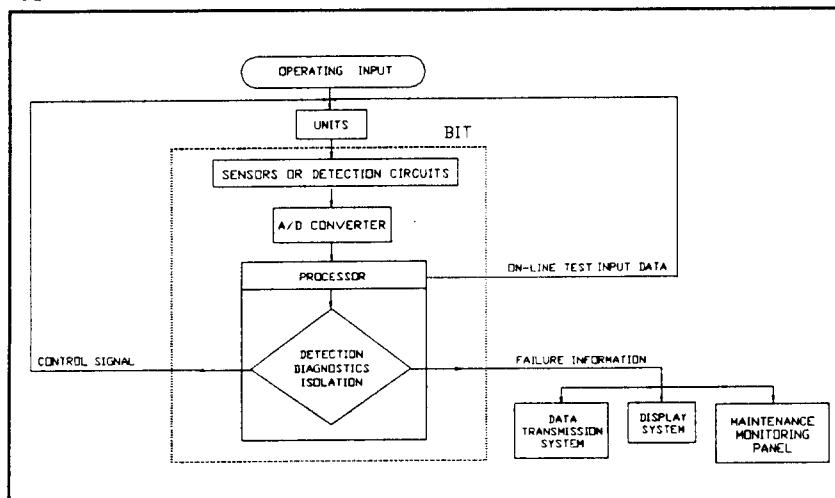 OPERATING INPUT
UNITS
BIT
SENSORS OR DETECTION CIRCUITS
A/D CONVERTER
PROCESSOR
ON-LINE TEST INPUT DATA
CONTROL SIGNAL
DETECTION
DIAGNOSTICS
ISOLATION
FAILURE INFORMATION
DATA
TRANSMISSION
SYSTEM
DISPLAY
SYSTEM
MAINTENANCE
MONITORING
PANEL